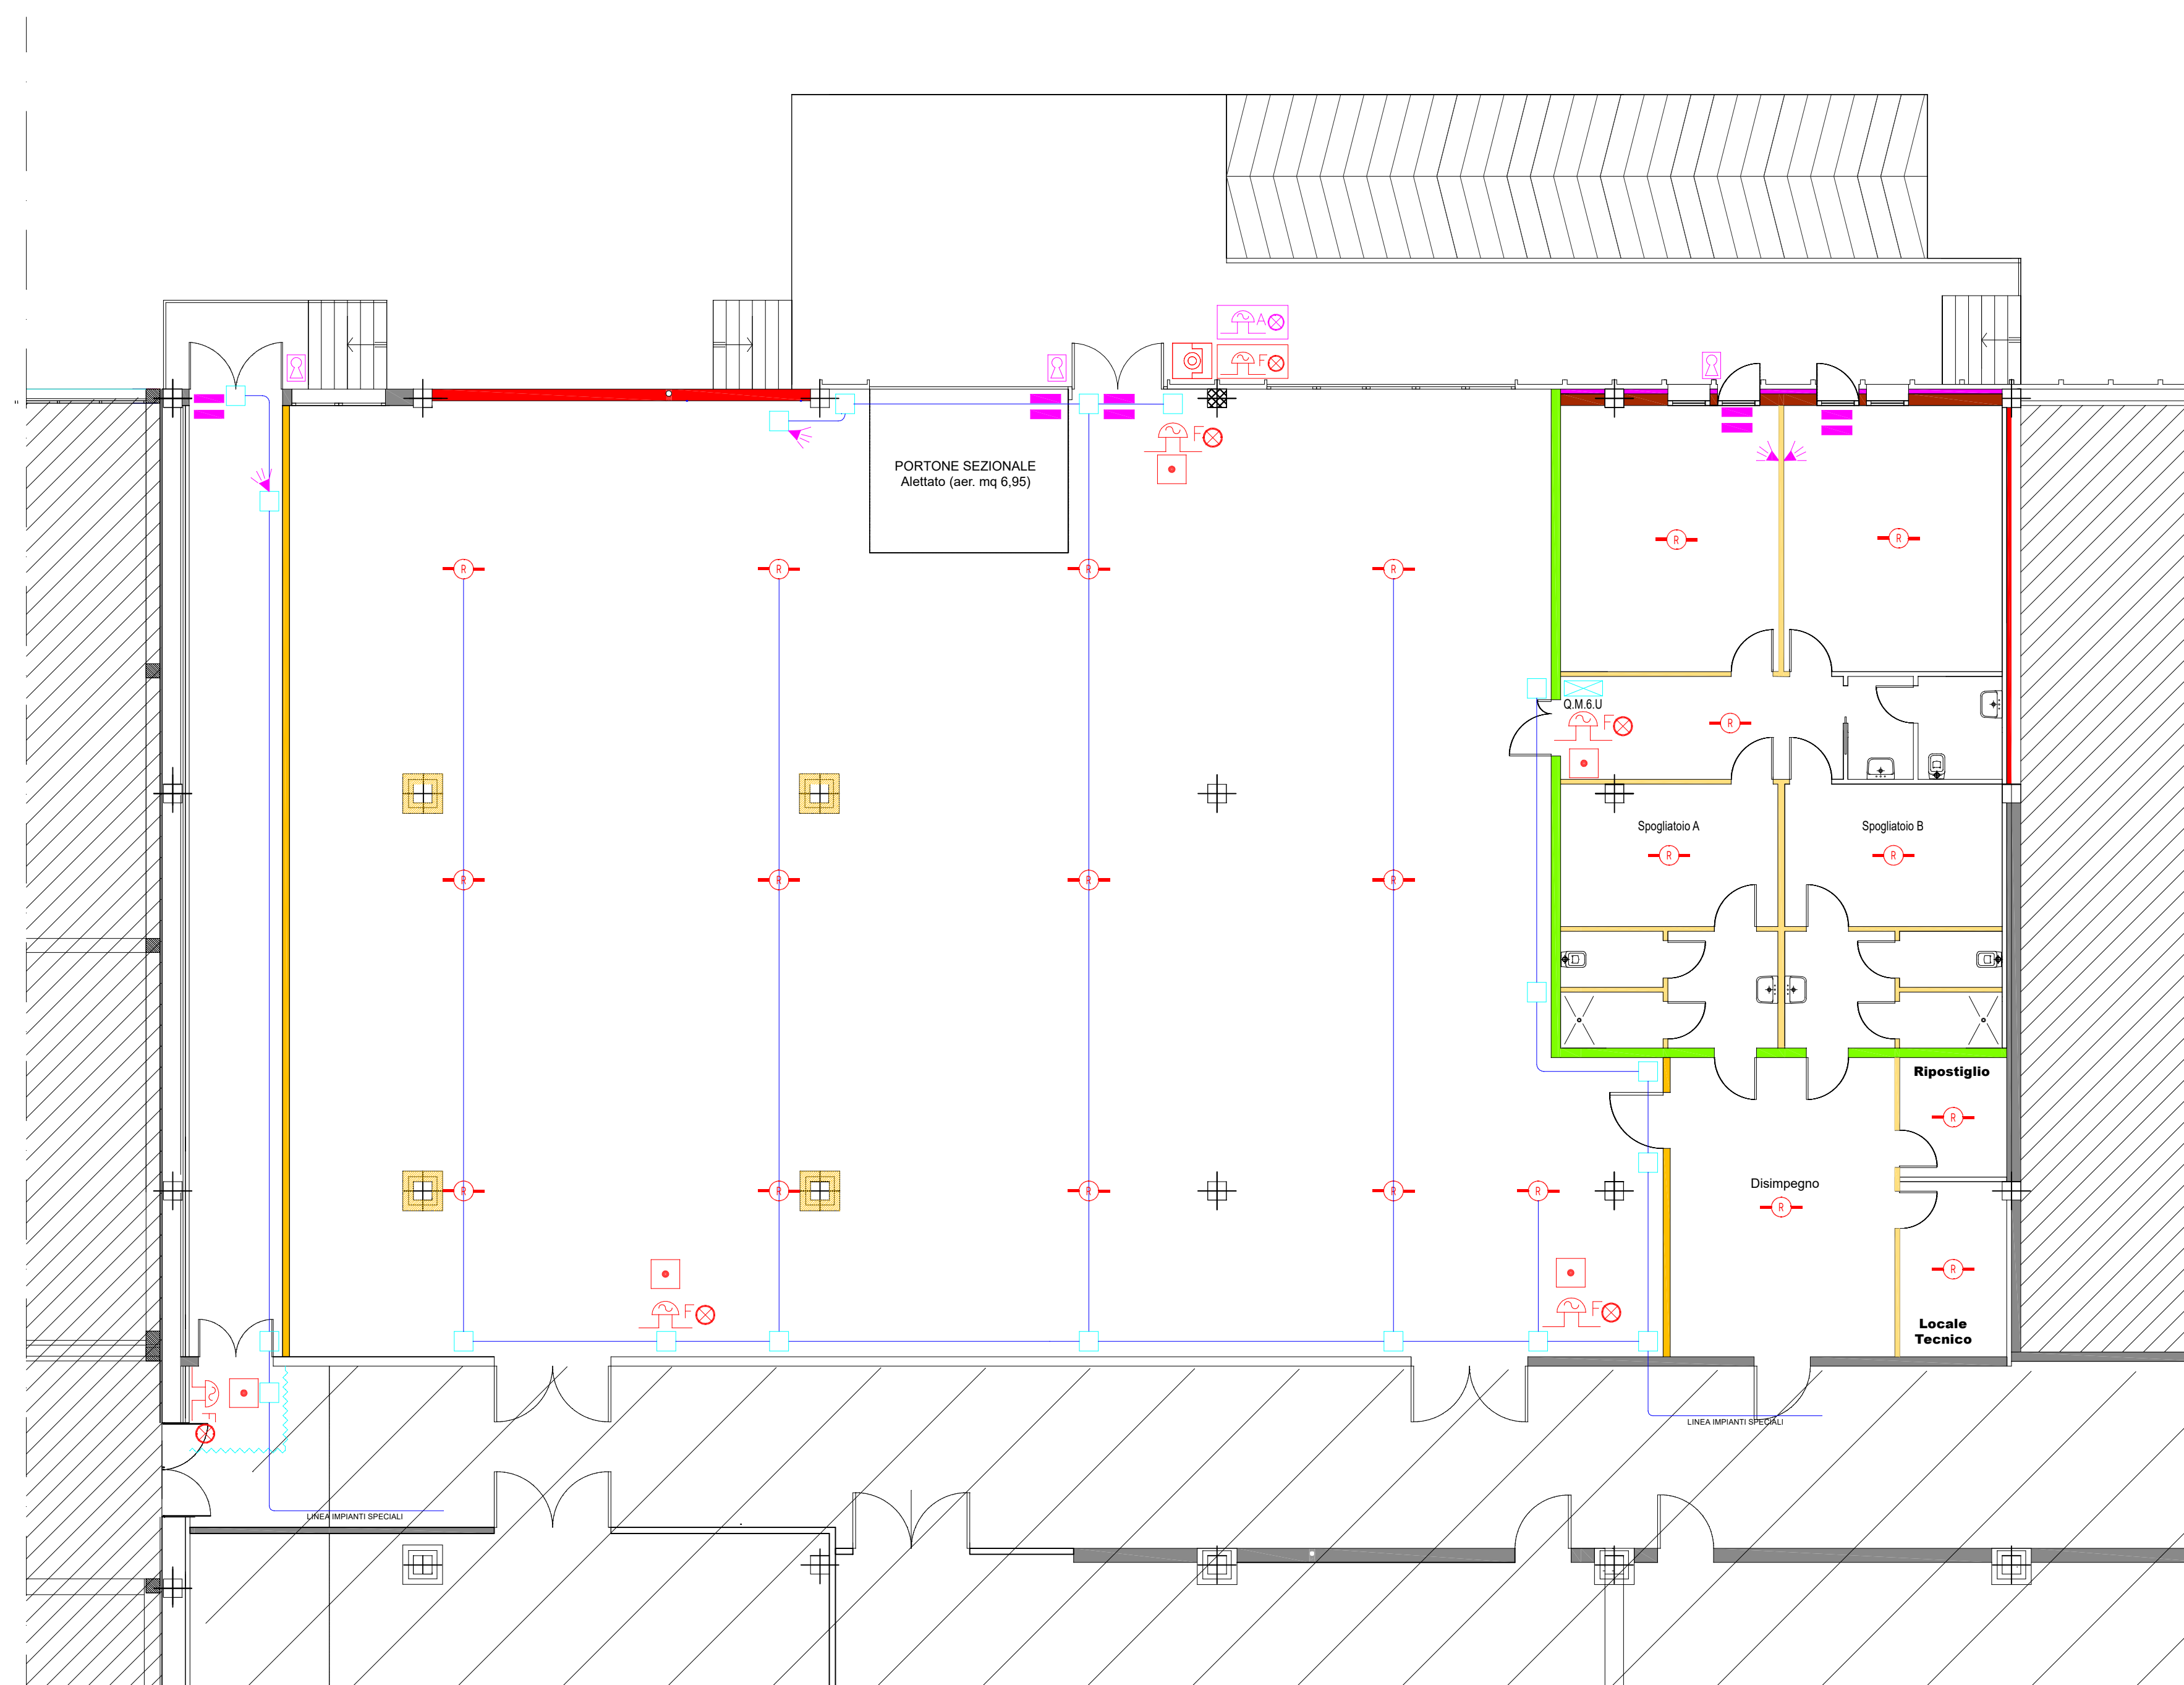 A
F
F
PORTONE SEZIONALE
Alettato (aer. mq 6,95)
R
R
R
R
R
R
Q.M.6.U
F
R
Spogliatoio A
Spogliatoio B
R
R
R
R
R
R
Ripostiglio
R
Disimpegno
R
R
R
R
R
R
R
F
F
Locale
Tecnico
F
LINEA IMPIANTI SPECIALI
LINEA IMPIANTI SPECIALI